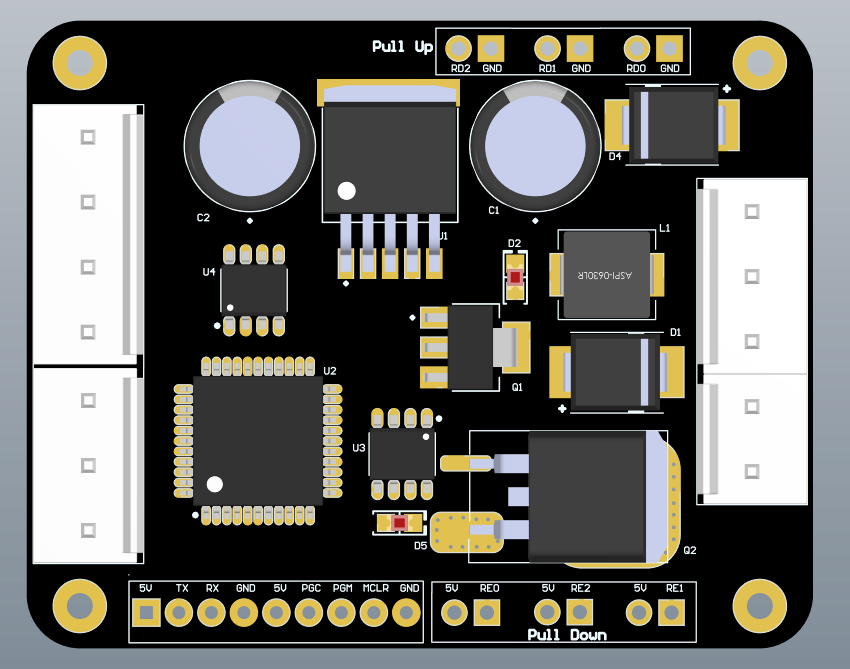 Pull Up
RD2 GND RD1 GND RD0 GND
D4
C2
C1
U1
D2
L1
U4
ASPI-0630LR
D1
U2
Q1
U3
D5
Q2
5V TX RX GND 5V PGC PGM MCLR GND
5V RE0 5V RE2 5V RE1
Pull Down